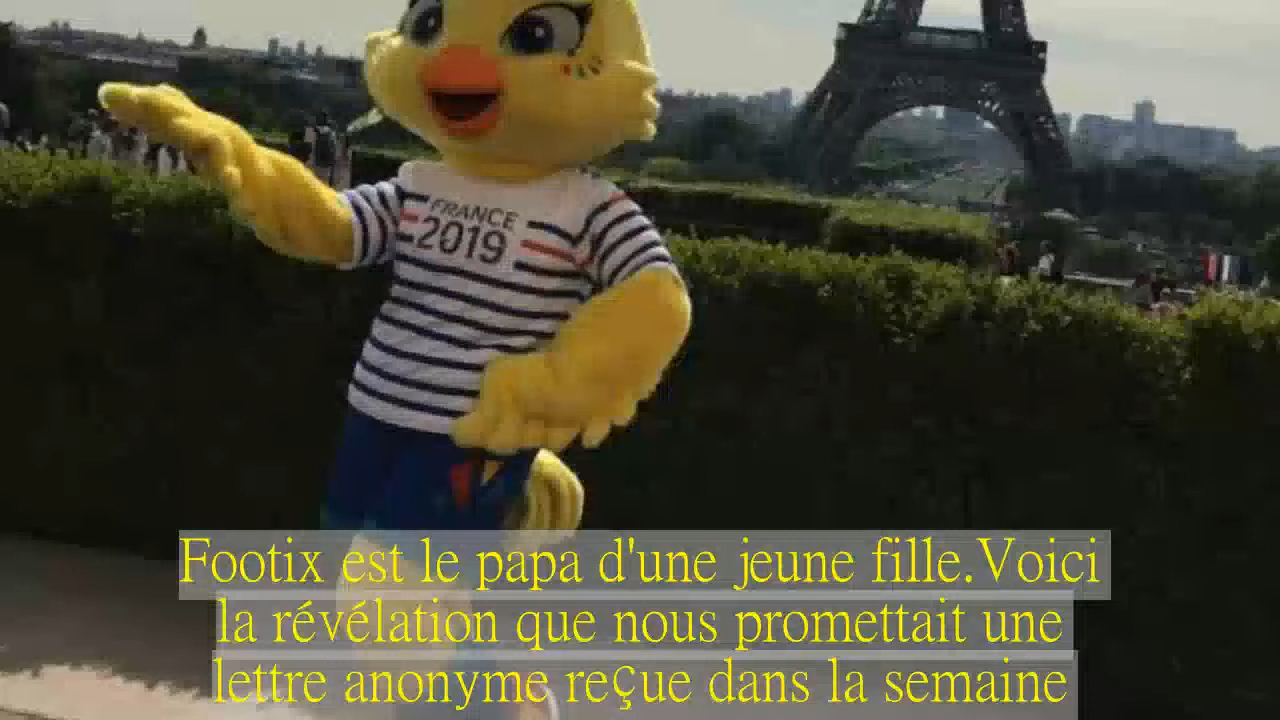 FRANCE
2019
Footix est le papa d'une jeune fille.Voici
la révélation que nous promettait une
lettre anonyme reçue dans la semaine